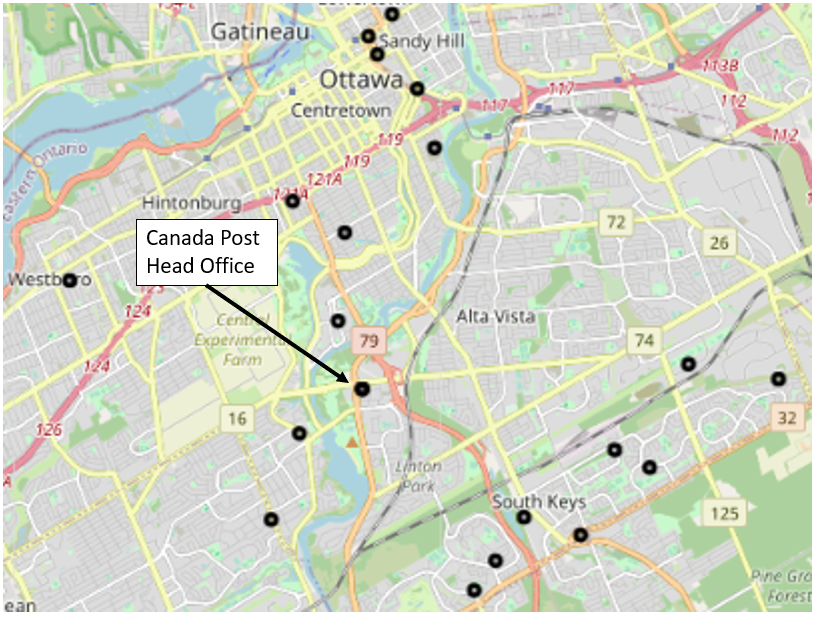 Gatineau
Sandy Hill
Ottawa
113B
117
117
112
Centretown
112
119
Eastern Ontario
119
121A
121A
Hintonburg
72
26
Canada Post
Head Office
Westboro
124
Central
Experimental
Farm
Alta Vista
79
74
124
16
32
126
Linton
Park
South Keys
125
Pine Gro
Forest
ean